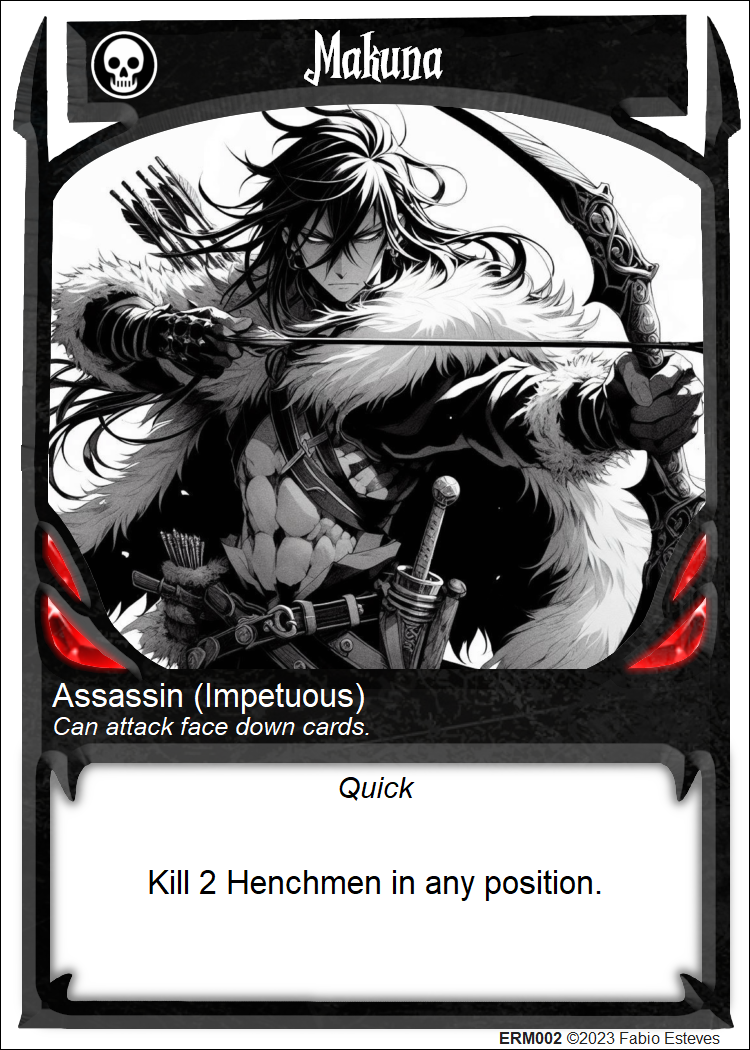 Makuna
Assassin (Impetuous)
Can attack face down cards.
Quick
Kill 2 Henchmen in any position.
ERM002 ©2023 Fabio Esteves